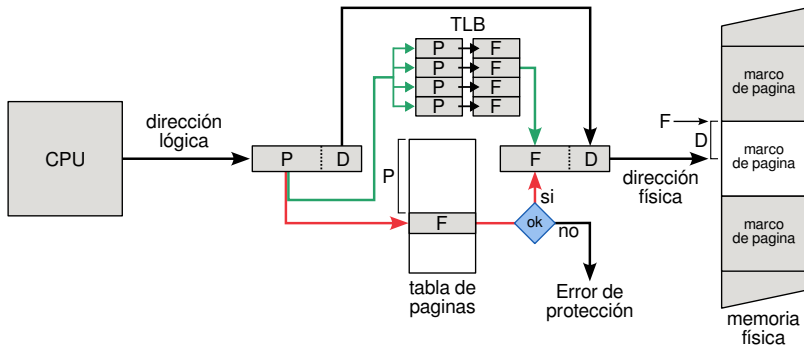 TLB
P F
P F
P F
P F
CPU
dirección
lógica
P D
P
F
tabla de
paginas
F D
si
ok
no
Error de
protección
dirección
física
F
D
marco
de pagina
marco
de pagina
marco
de pagina
memoria
física